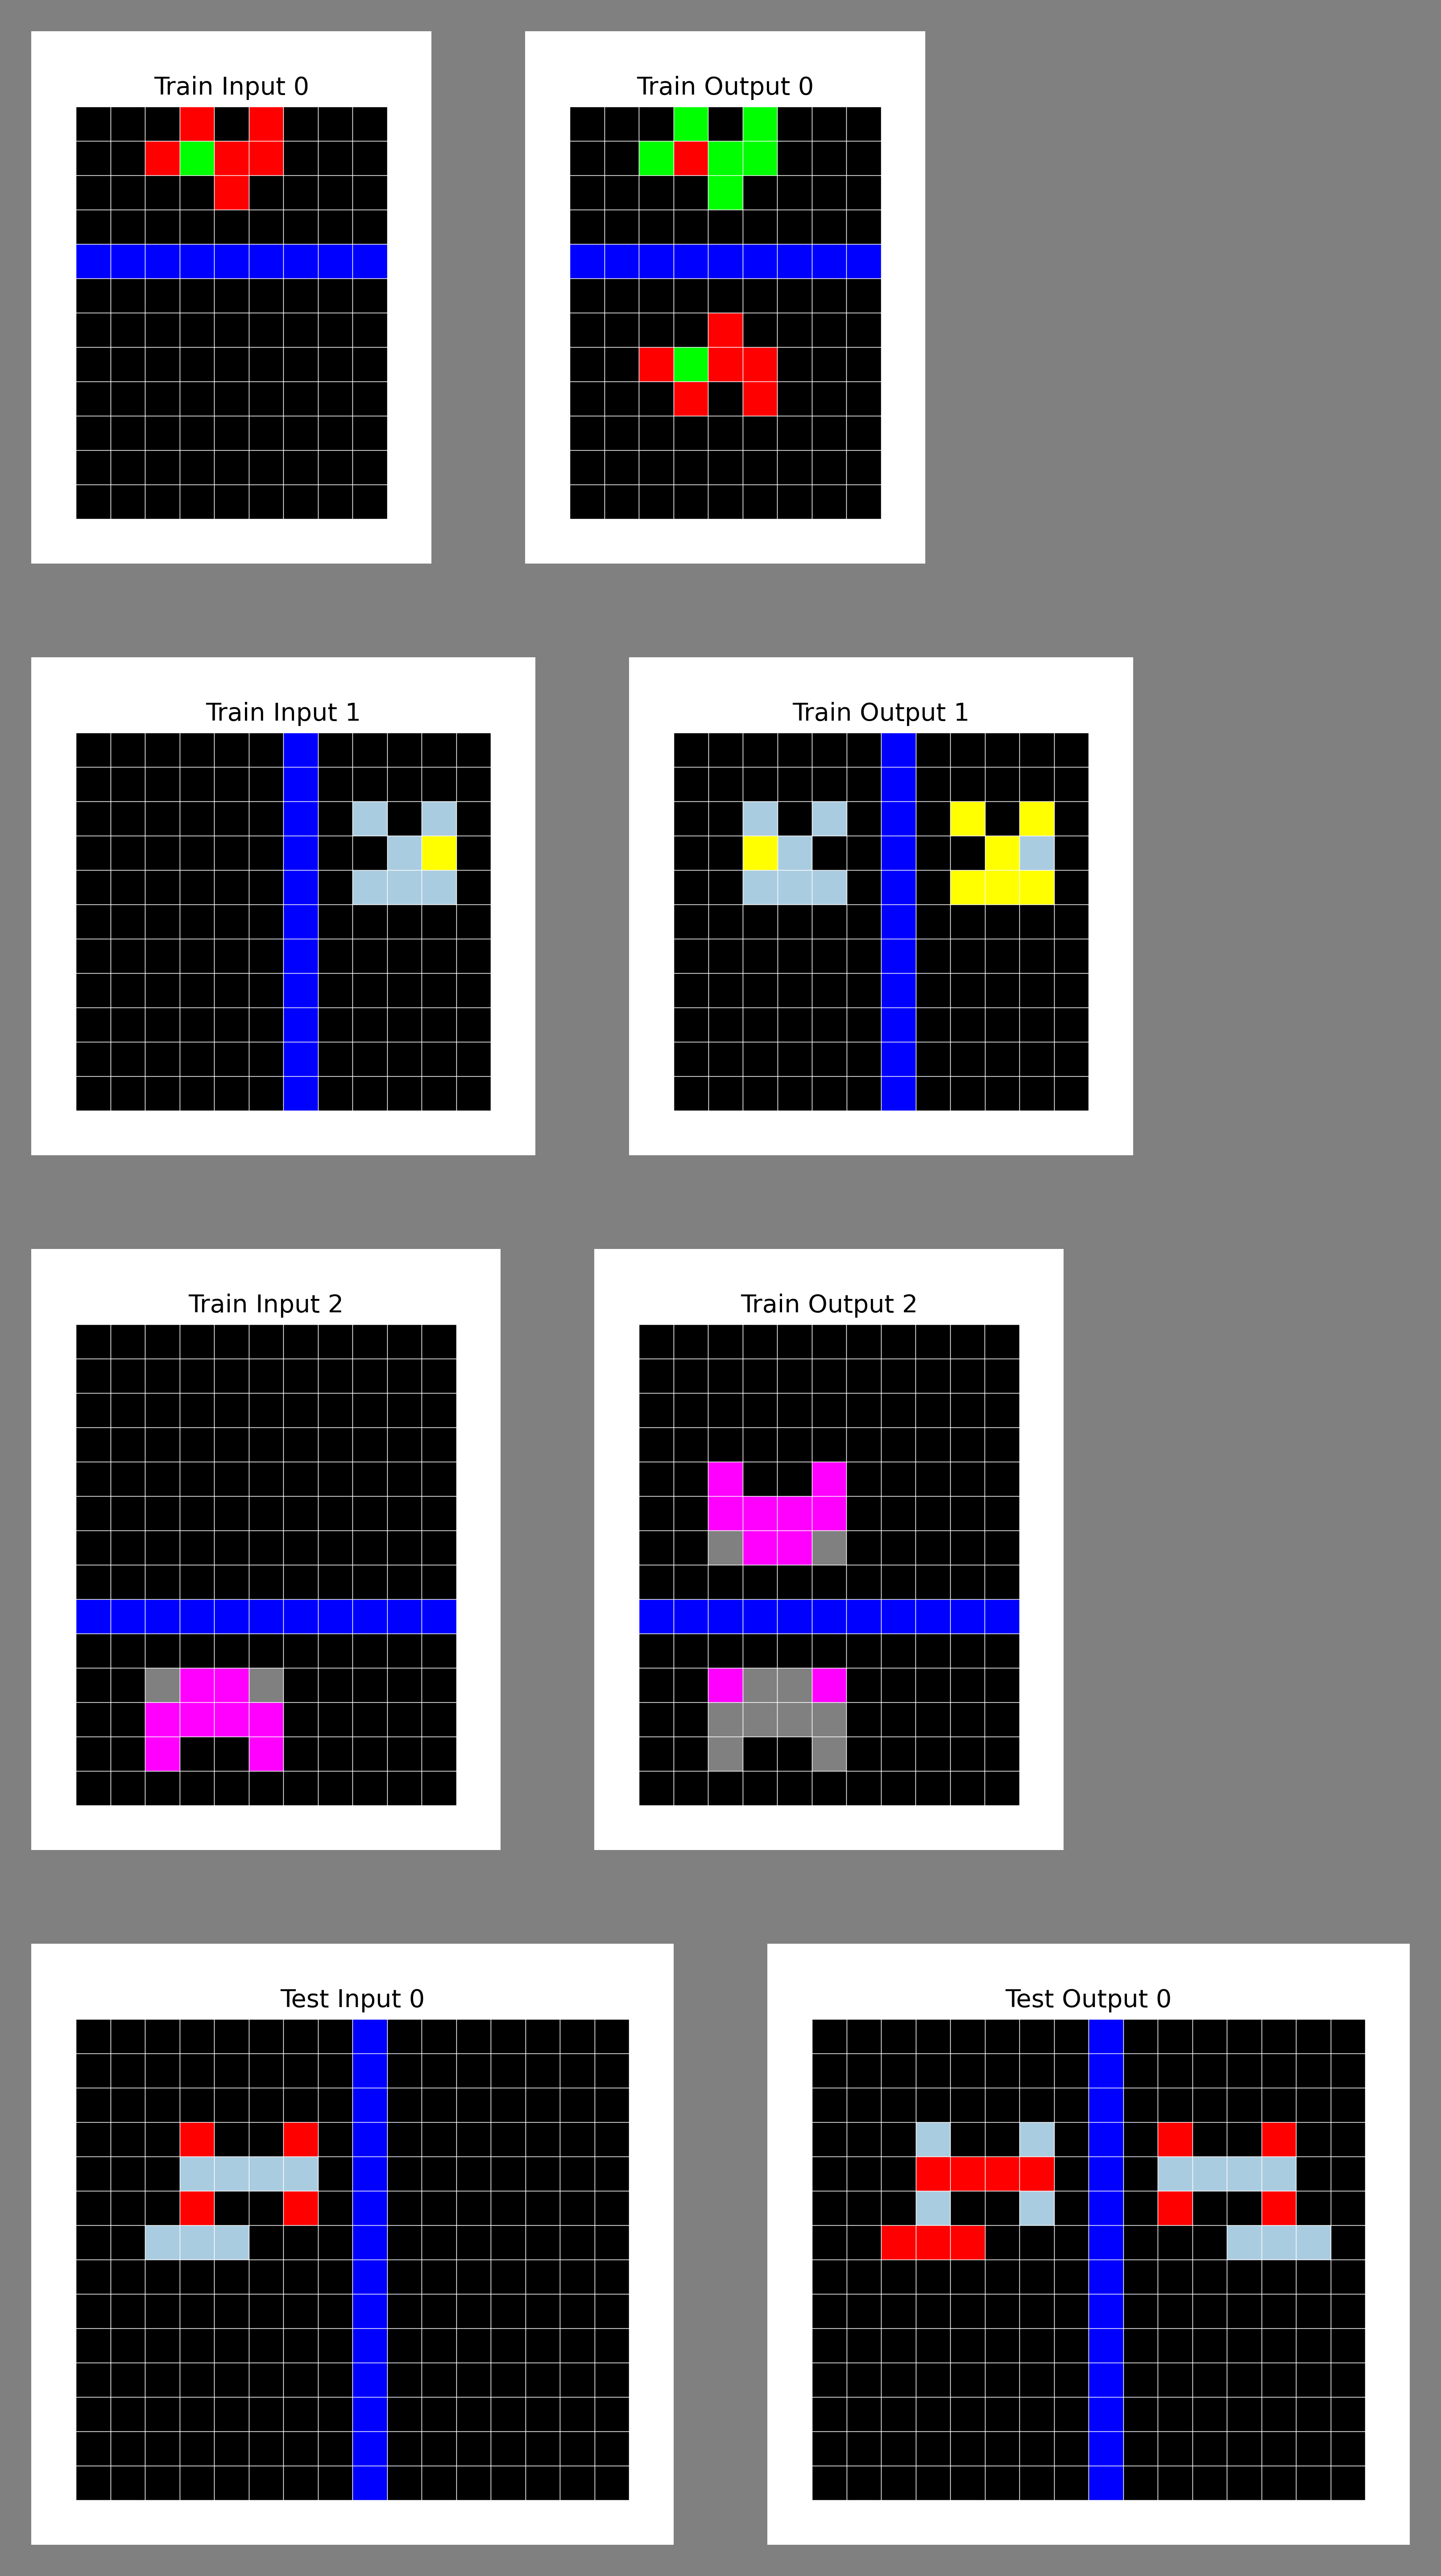 Train Input 0
Train Output 0
Train Input 1
Train Output 1
Train Input 2
Train Output 2
Test Input 0
Test Output 0